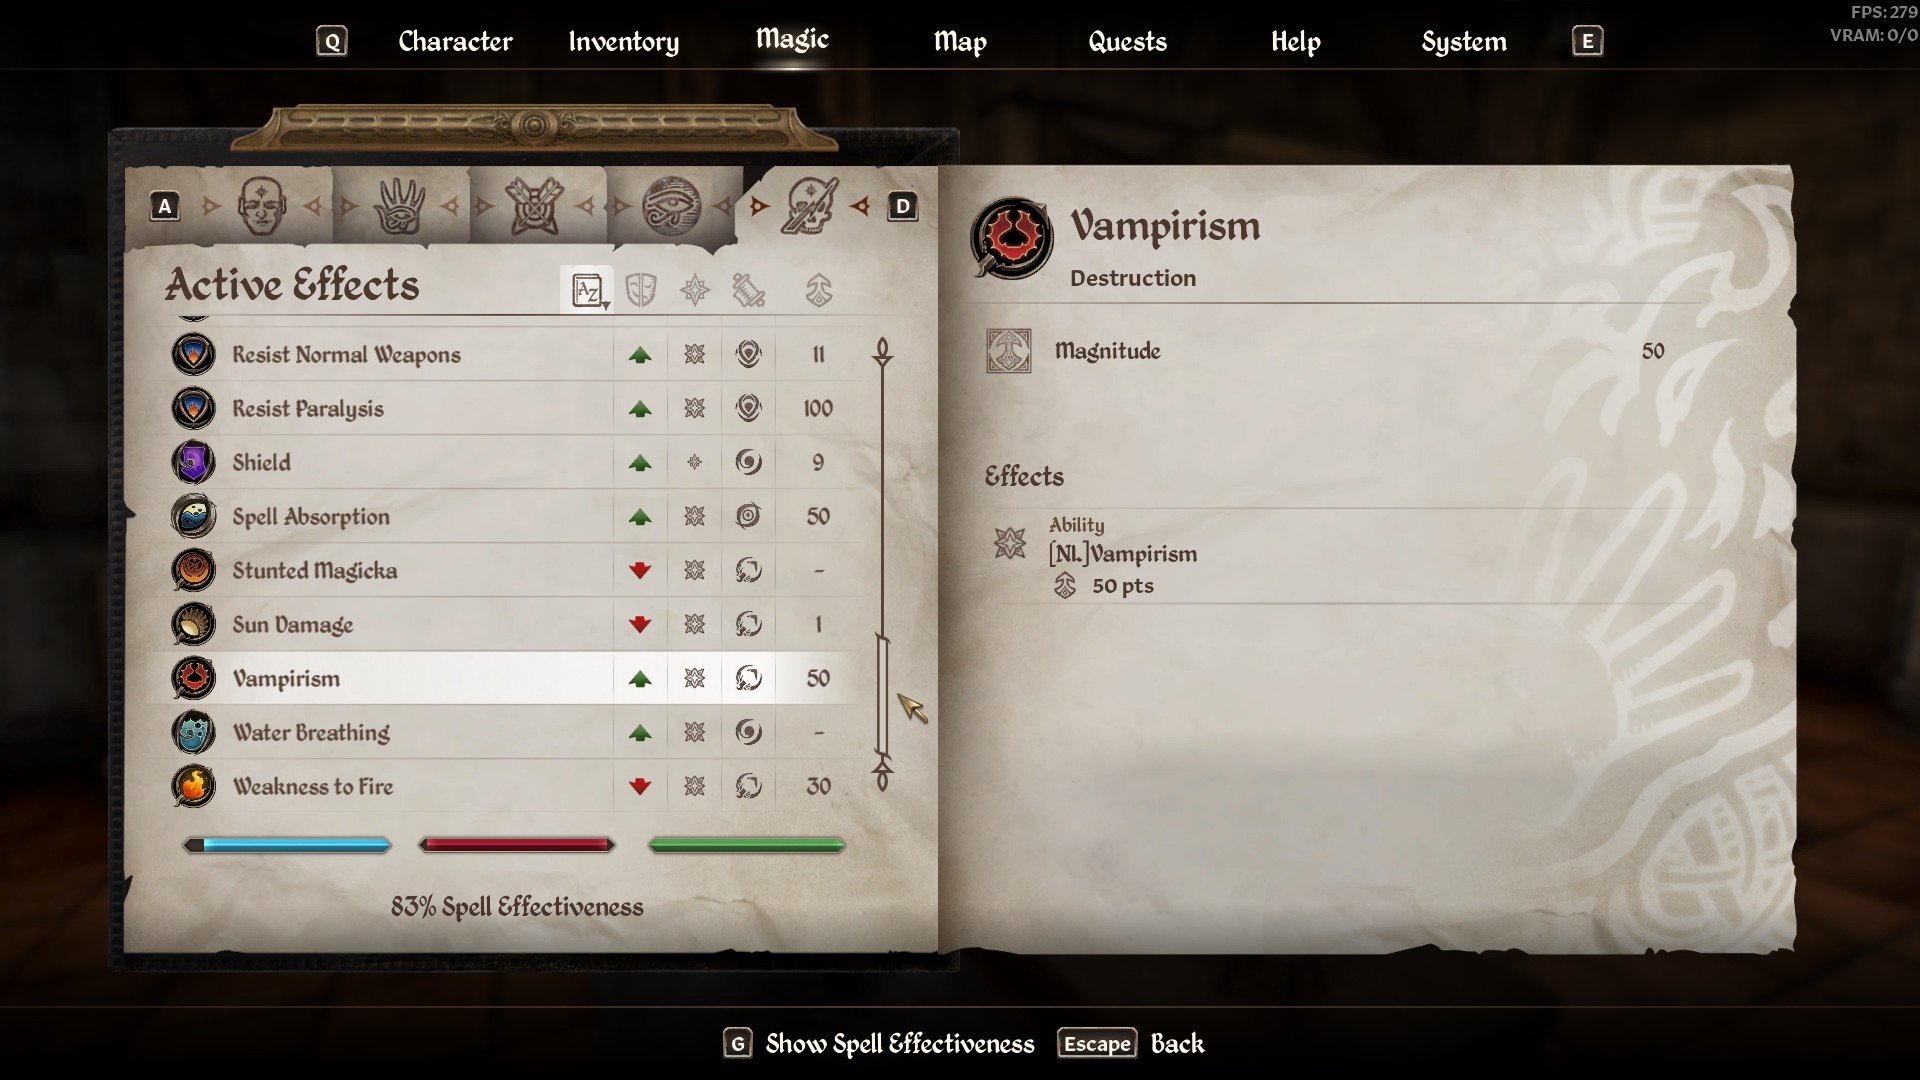 FPS: 279
VRAM: 0/0
Q Character Inventory Magic Map Quests Help System E
A D
Active Effects
AZ
Resist Normal Weapons 11
Resist Paralysis 100
Shield 9
Spell Absorption 50
Stunted Magicka -
Sun Damage 1
Vampirism 50
Water Breathing -
Weakness to Fire 30
83% Spell Effectiveness
Vampirism
Destruction
Magnitude 50
Effects
Ability
[NL]Vampirism
50 pts
G Show Spell Effectiveness Escape Back